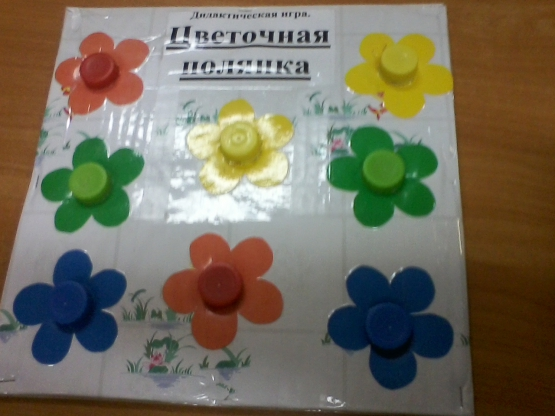 Дидактическая игра.
Цветочная
полянка